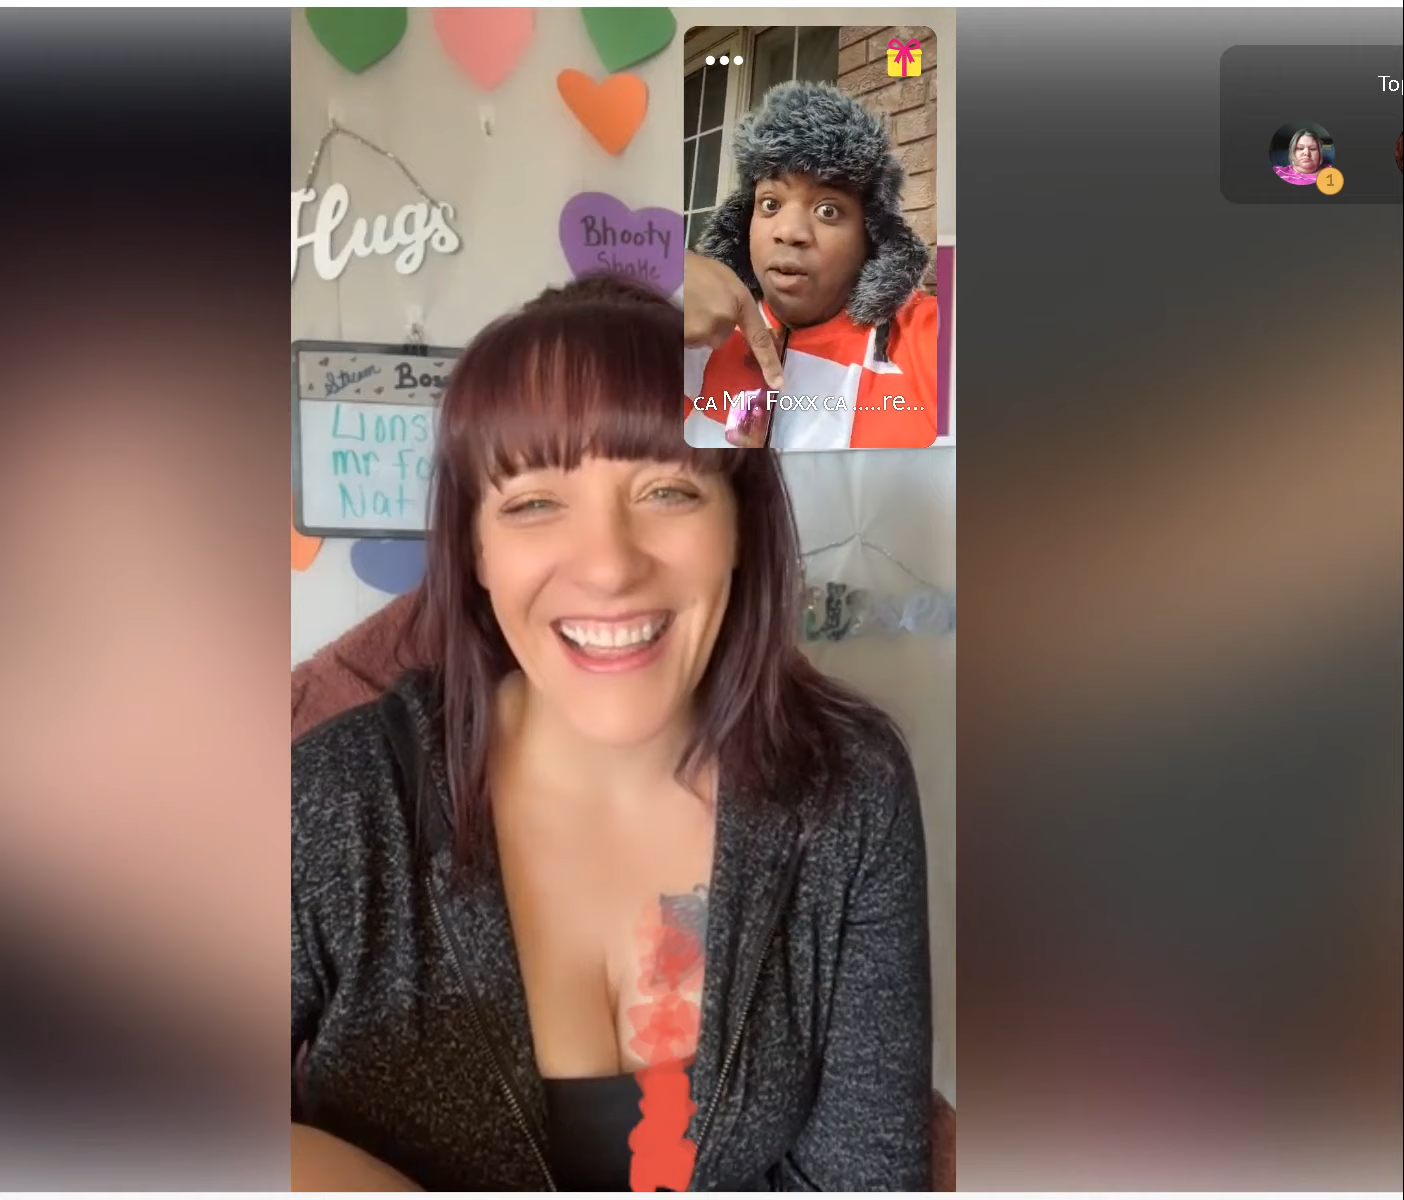 Hugs
Bhooty
Shake
Stream Boss
Lions
mr fo
Nat
CA Mr. Foxx CA .....re...
Top
1